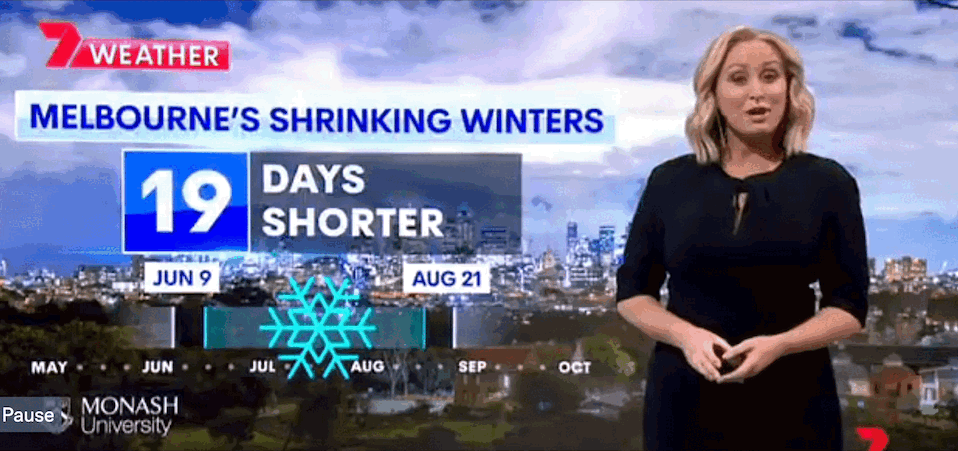 7 WEATHER
MELBOURNE'S SHRINKING WINTERS
19 DAYS
SHORTER
JUN 9 AUG 21
MAY JUN JUL AUG SEP OCT
Pause
MONASH
University
7